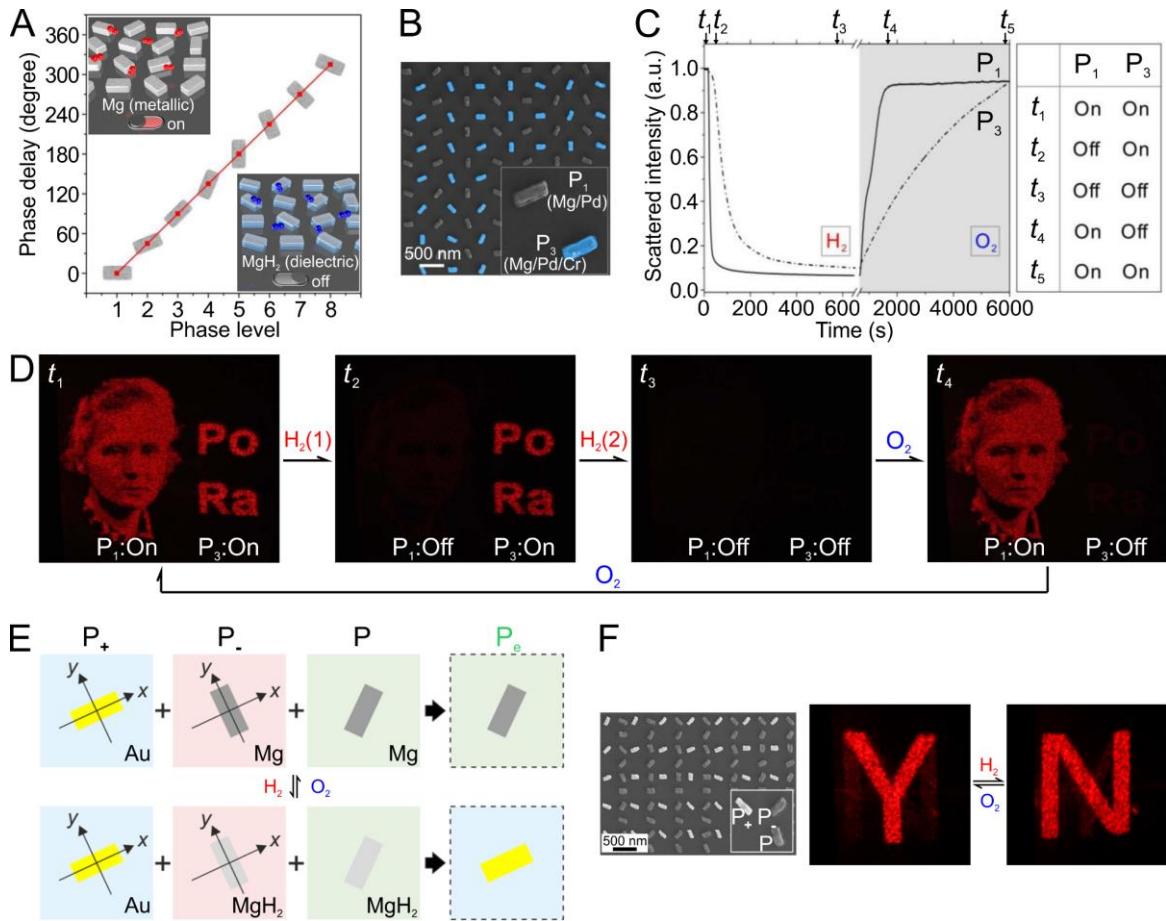 A
Phase delay (degree)
360
315
270
225
180
135
90
45
0
Mg (metallic)
on
MgH₂ (dielectric)
off
1 2 3 4 5 6 7 8
Phase level
B
P₁
(Mg/Pd)
P₃
(Mg/Pd/Cr)
500 nm
C
t₁ t₂ t₃ t₄ t₅
Scattered intensity (a.u.)
1.0
0.8
0.6
0.4
0.2
0.0
P₁
P₃
H₂
O₂
0 200 400 600 2000 4000 6000
Time (s)
P₁ P₃
t₁ On On
t₂ Off On
t₃ Off Off
t₄ On Off
t₅ On On
D
t₁
Po
Ra
P₁:On P₃:On
H₂(1)
t₂
Po
Ra
P₁:Off P₃:On
H₂(2)
t₃
P₁:Off P₃:Off
O₂
t₄
P₁:On P₃:Off
O₂
E
P₊ P₋ P Pₑ
y x + y x + 
Au Mg Mg
H₂ O₂
y x + y x +
Au MgH₂ MgH₂
F
P₊ P₋
P
500 nm
Y
H₂
O₂
N